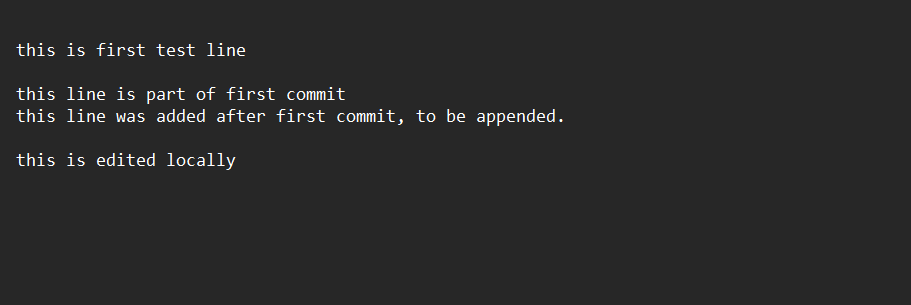 this is first test line
this line is part of first commit
this line was added after first commit, to be appended.
this is edited locally